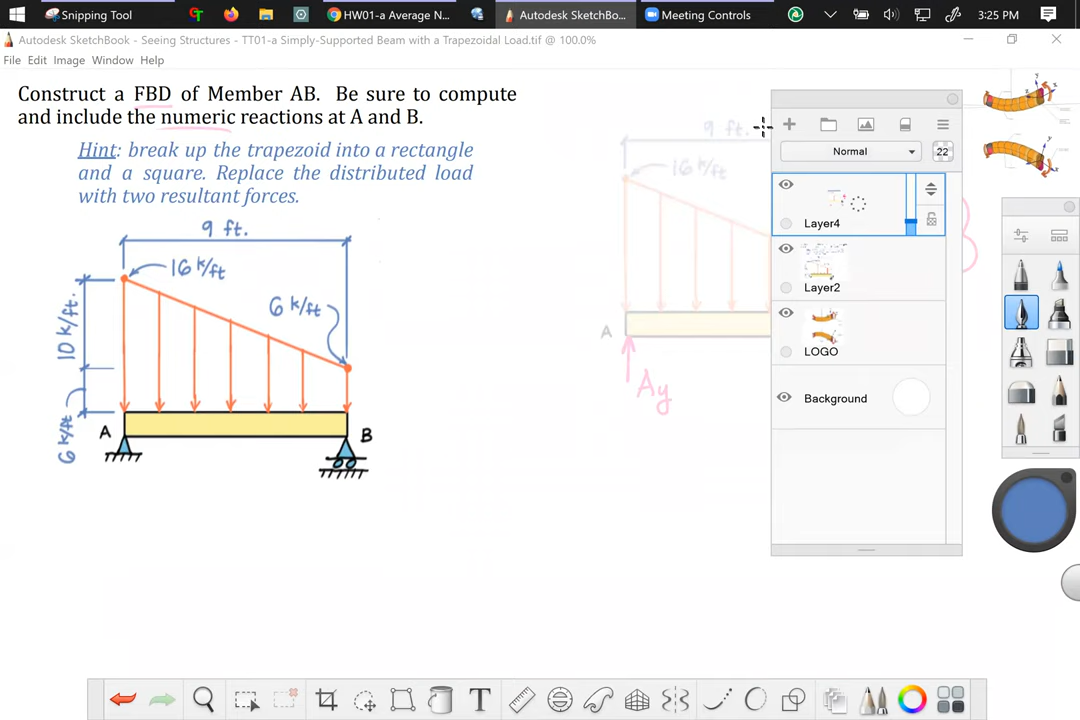 Snipping Tool
HW01-a Average N...
Autodesk SketchBo...
Meeting Controls
3:25 PM
Autodesk SketchBook - Seeing Structures - TT01-a Simply-Supported Beam with a Trapezoidal Load.tif @ 100.0%
File Edit Image Window Help
Construct a FBD of Member AB. Be sure to compute
and include the numeric reactions at A and B.
Hint: break up the trapezoid into a rectangle
and a square. Replace the distributed load
with two resultant forces.
9 ft.
16 k/ft
6 k/ft
10 k/ft.
6 k/ft
A
B
9 ft.
16 k/ft
A
Ay
Normal
22
Layer4
Layer2
LOGO
Background
T